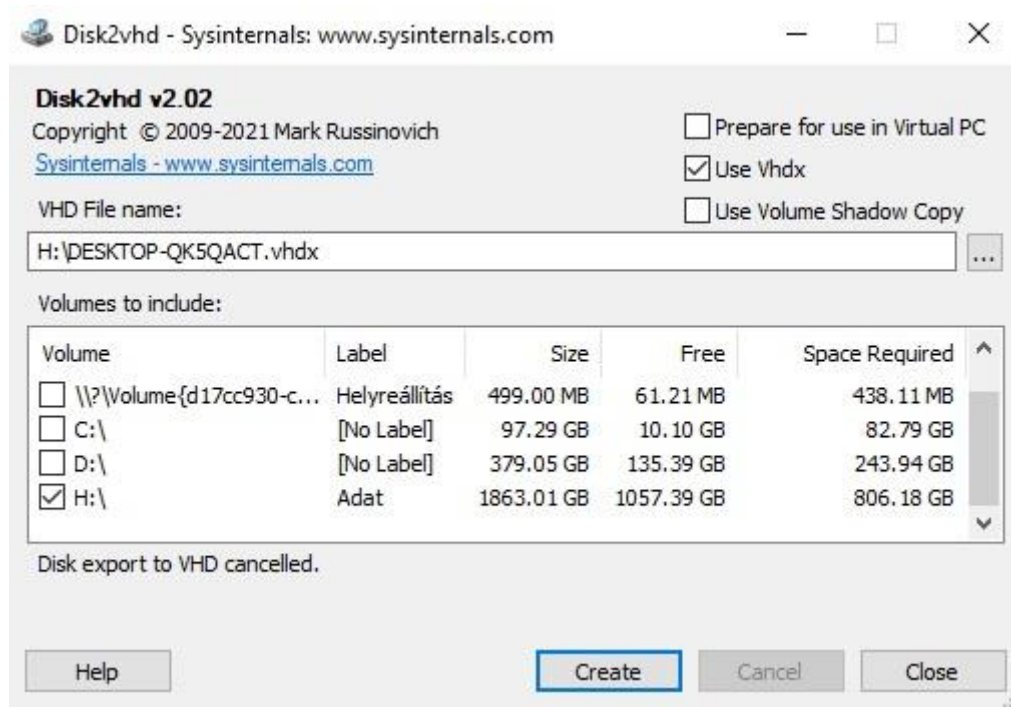 Disk2vhd - Sysinternals: www.sysinternals.com
Disk2vhd v2.02
Copyright © 2009-2021 Mark Russinovich
Sysinternals - www.sysinternals.com
Prepare for use in Virtual PC
Use Vhdx
Use Volume Shadow Copy
VHD File name:
H:\DESKTOP-QK5QACT.vhdx
...
Volumes to include:
Volume Label Size Free Space Required
\\?\Volume{d17cc930-c... Helyreállítás 499.00 MB 61.21 MB 438.11 MB
C:\ [No Label] 97.29 GB 10.10 GB 82.79 GB
D:\ [No Label] 379.05 GB 135.39 GB 243.94 GB
H:\ Adat 1863.01 GB 1057.39 GB 806.18 GB
Disk export to VHD cancelled.
Help Create Cancel Close